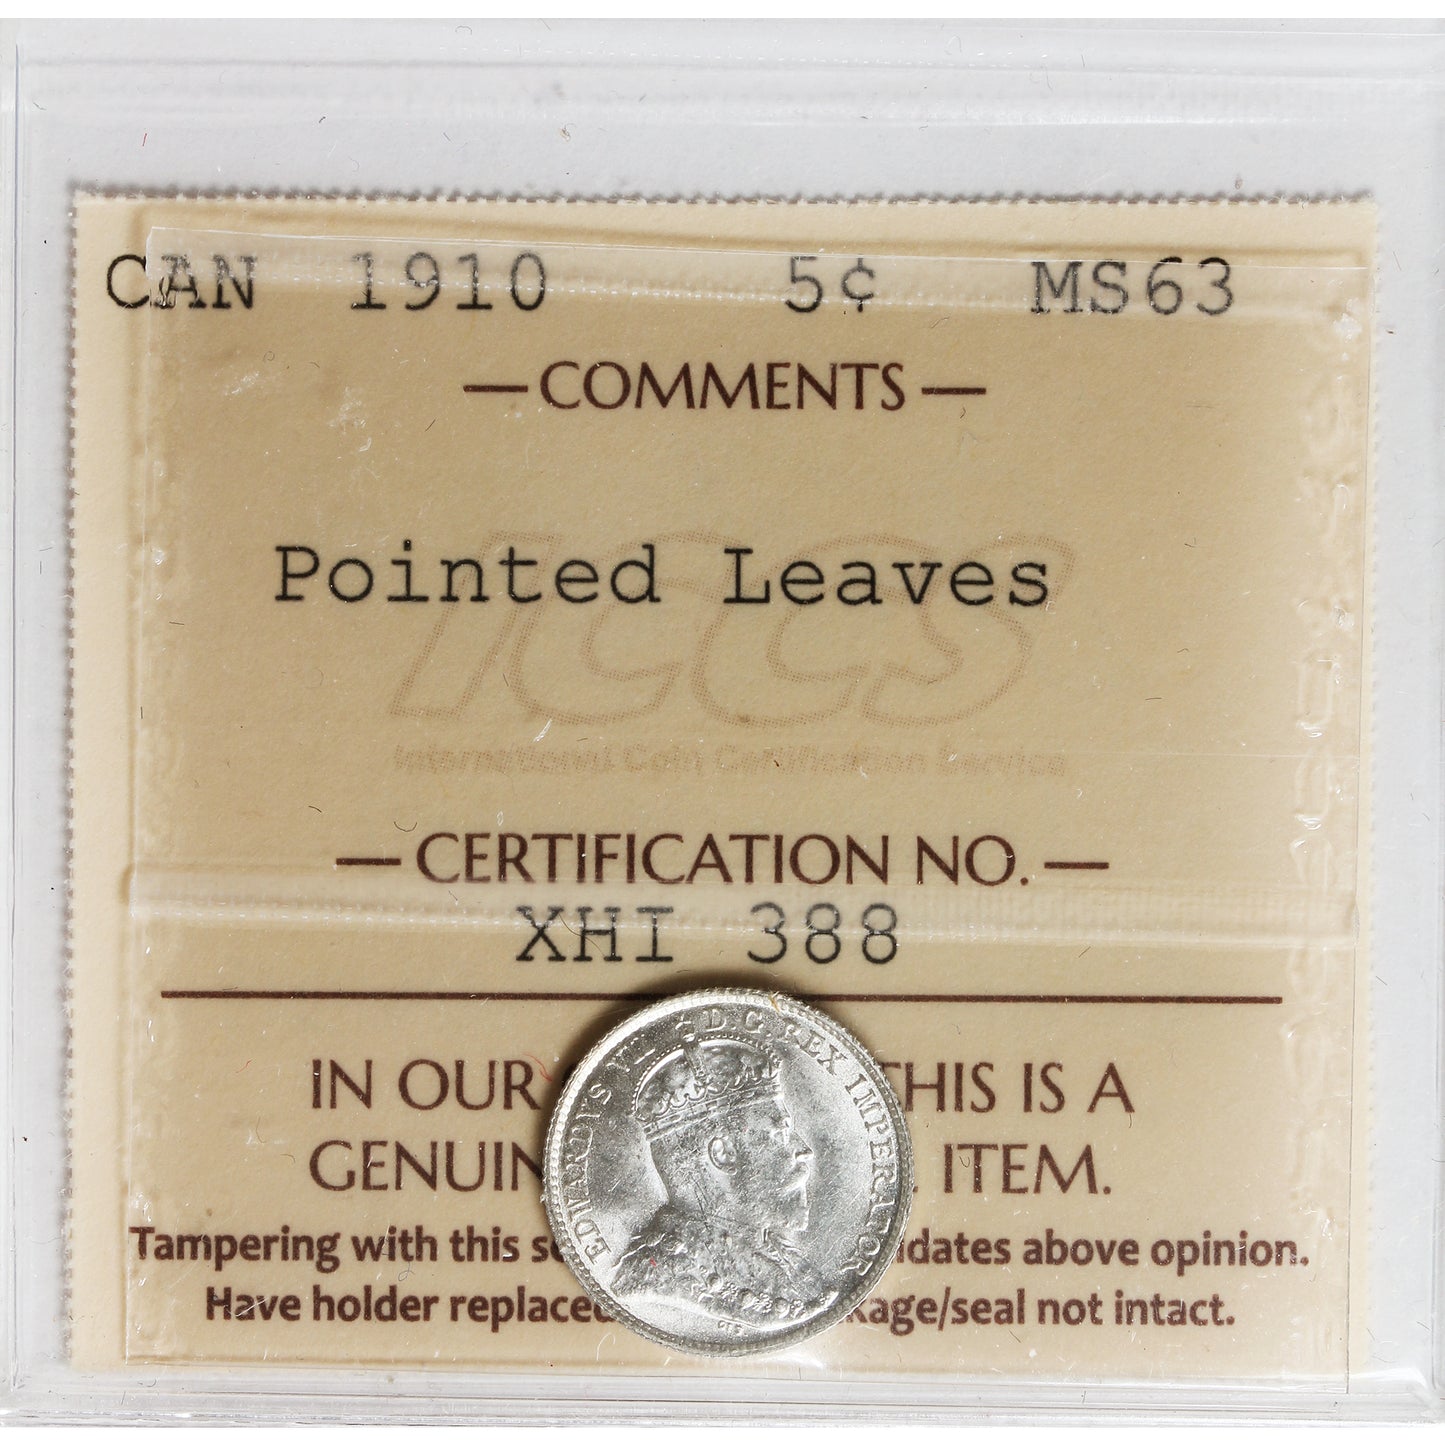 CAN 1910 5¢ MS63
— COMMENTS —
Pointed Leaves
ICCS
International Coin Certification Service
— CERTIFICATION NO. —
XHI 388
IN OUR THIS IS A
GENUIN ITEM.
Tampering with this se idates above opinion.
Have holder replaced kage/seal not intact.
EDWARDVS VII D.G. REX IMPERATOR